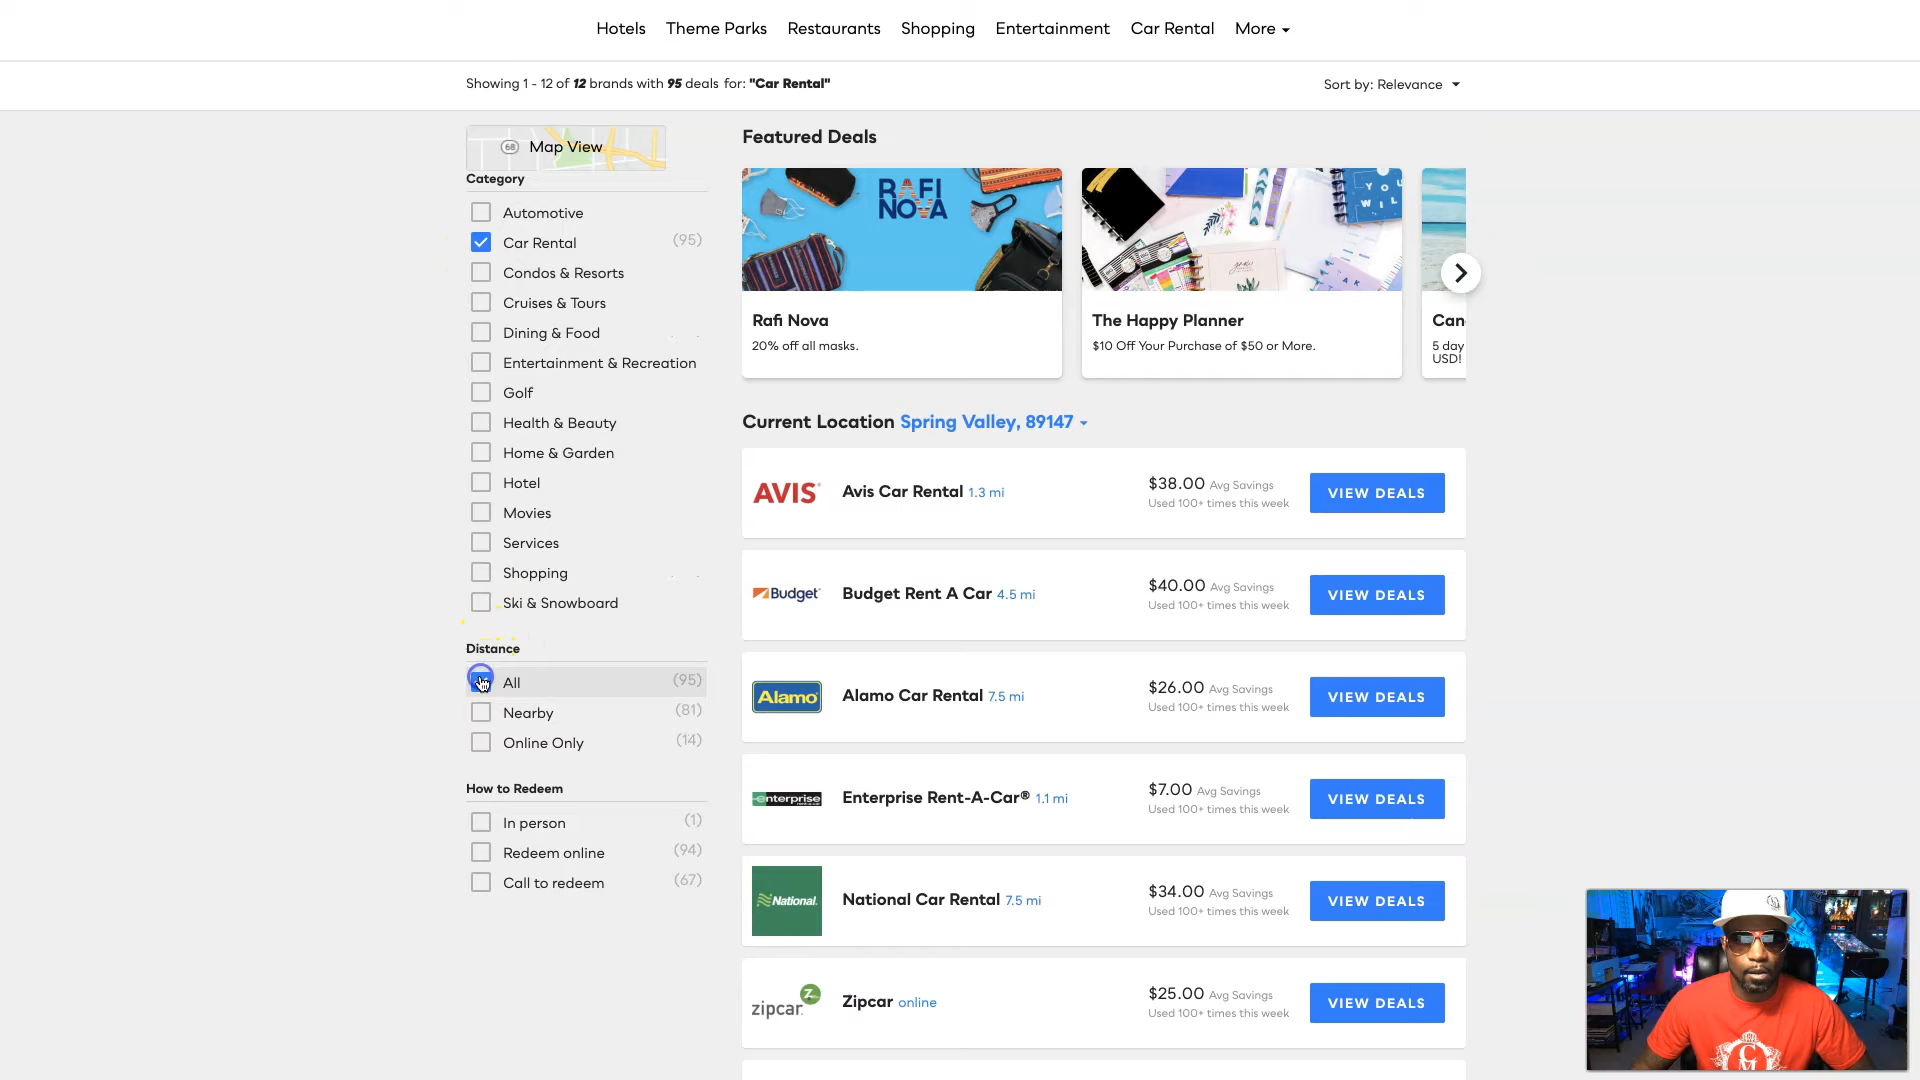 Hotels Theme Parks Restaurants Shopping Entertainment Car Rental More
Showing 1 - 12 of 12 brands with 95 deals for: "Car Rental"
Sort by: Relevance
68 Map View
Category
Automotive
Car Rental (95)
Condos & Resorts
Cruises & Tours
Dining & Food
Entertainment & Recreation
Golf
Health & Beauty
Home & Garden
Hotel
Movies
Services
Shopping
Ski & Snowboard
Distance
All (95)
Nearby (81)
Online Only (14)
How to Redeem
In person (1)
Redeem online (94)
Call to redeem (67)
Featured Deals
RAFI
NOVA
Rafi Nova
20% off all masks.
YOU
WIL
The Happy Planner
$10 Off Your Purchase of $50 or More.
Can
5 day
USD!
Current Location Spring Valley, 89147
AVIS
Avis Car Rental 1.3 mi
$38.00 Avg Savings
Used 100+ times this week
VIEW DEALS
Budget
Budget Rent A Car 4.5 mi
$40.00 Avg Savings
Used 100+ times this week
VIEW DEALS
Alamo
Alamo Car Rental 7.5 mi
$26.00 Avg Savings
Used 100+ times this week
VIEW DEALS
enterprise
Enterprise Rent-A-Car® 1.1 mi
$7.00 Avg Savings
Used 100+ times this week
VIEW DEALS
National
National Car Rental 7.5 mi
$34.00 Avg Savings
Used 100+ times this week
VIEW DEALS
zipcar
Zipcar online
$25.00 Avg Savings
Used 100+ times this week
VIEW DEALS